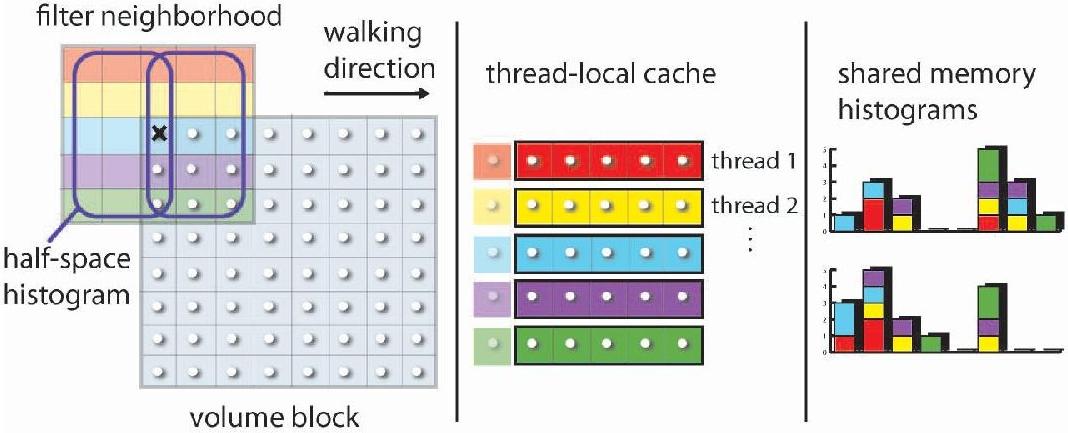 filter neighborhood
walking
direction
half-space
histogram
volume block
thread-local cache
thread 1
thread 2
⋮
shared memory
histograms